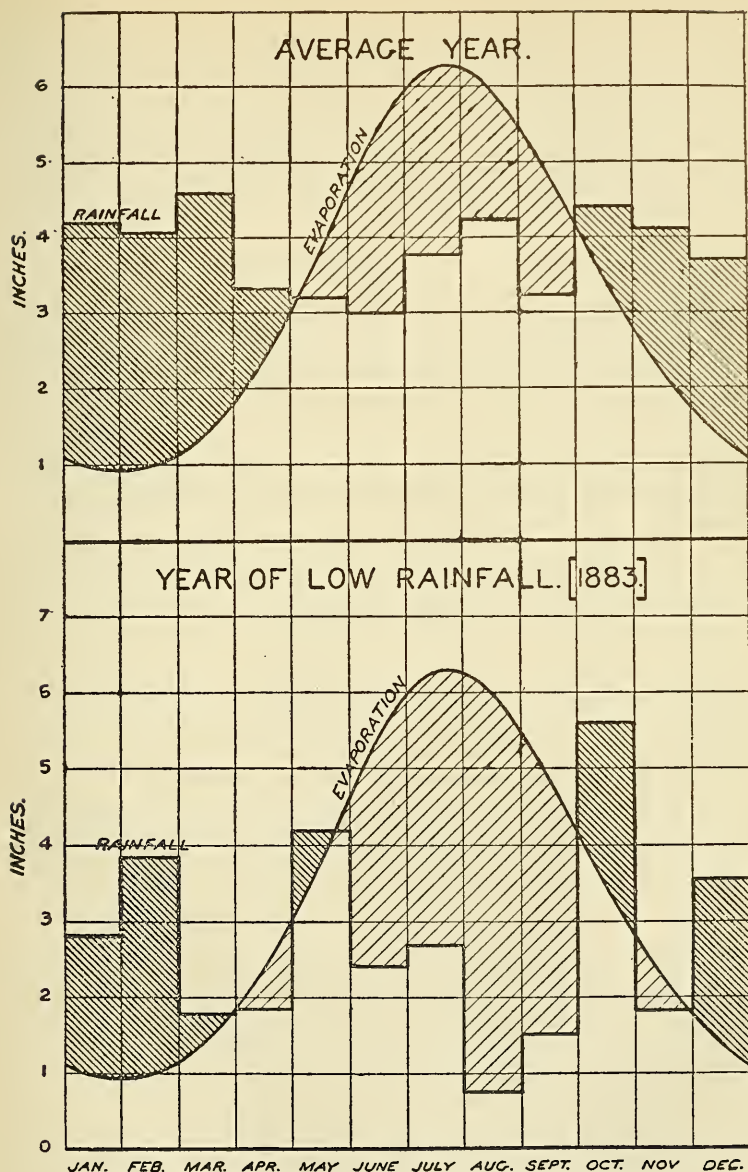 AVERAGE YEAR.
6
5
4
3
2
1
INCHES.
RAINFALL
EVAPORATION
YEAR OF LOW RAINFALL. [1883.]
7
6
5
4
3
2
1
0
INCHES.
RAINFALL
EVAPORATION
JAN. FEB. MAR. APR. MAY JUNE JULY AUG. SEPT. OCT. NOV DEC.